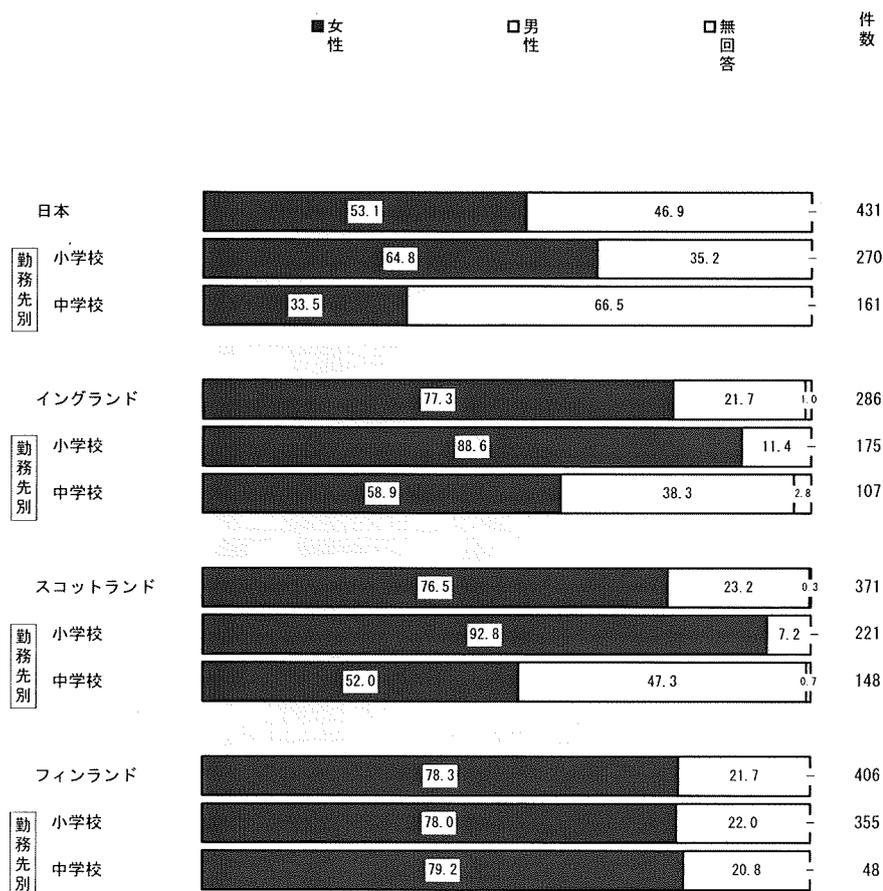 ■女性 □男性 □無回答 件数
日本 53.1 46.9 - 431
勤務先別
小学校 64.8 35.2 - 270
中学校 33.5 66.5 - 161
イングランド 77.3 21.7 1.0 286
勤務先別
小学校 88.6 11.4 - 175
中学校 58.9 38.3 2.8 107
スコットランド 76.5 23.2 0.3 371
勤務先別
小学校 92.8 7.2 - 221
中学校 52.0 47.3 0.7 148
フィンランド 78.3 21.7 - 406
勤務先別
小学校 78.0 22.0 - 355
中学校 79.2 20.8 - 48